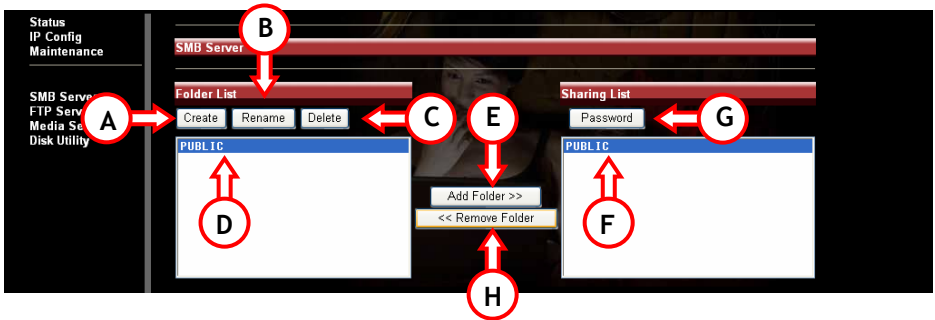 Status
IP Config
Maintenance
B
SMB Server
SMB Serve
Folder List
Sharing List
FTP Serv
A
Create Rename Delete
C
E
Password
G
Media Se
Disk Utility
PUBLIC
PUBLIC
Add Folder >>
D
<< Remove Folder
F
H